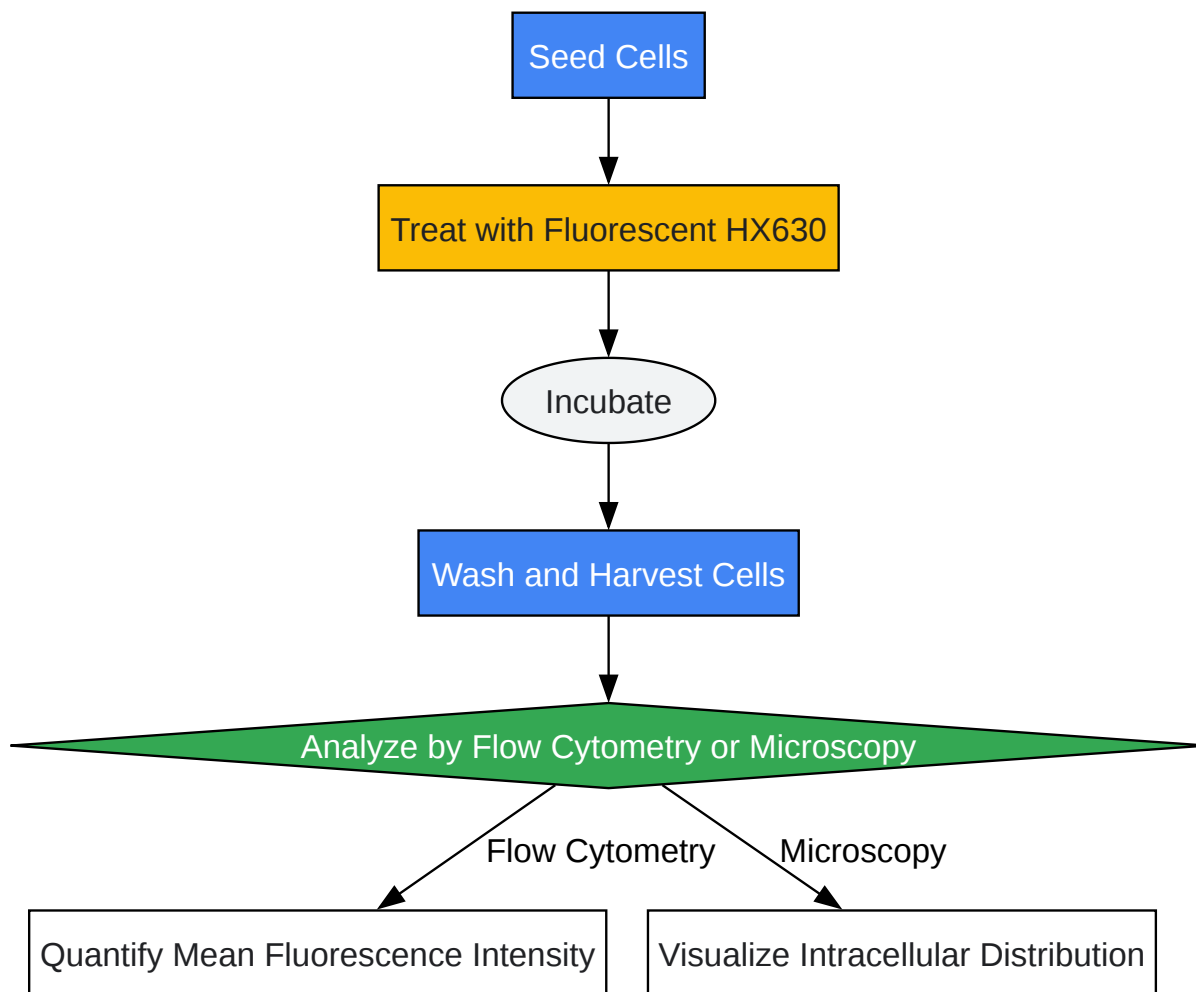 Seed Cells
Treat with Fluorescent HX630
Incubate
Wash and Harvest Cells
Analyze by Flow Cytometry or Microscopy
Flow Cytometry
Microscopy
Quantify Mean Fluorescence Intensity
Visualize Intracellular Distribution